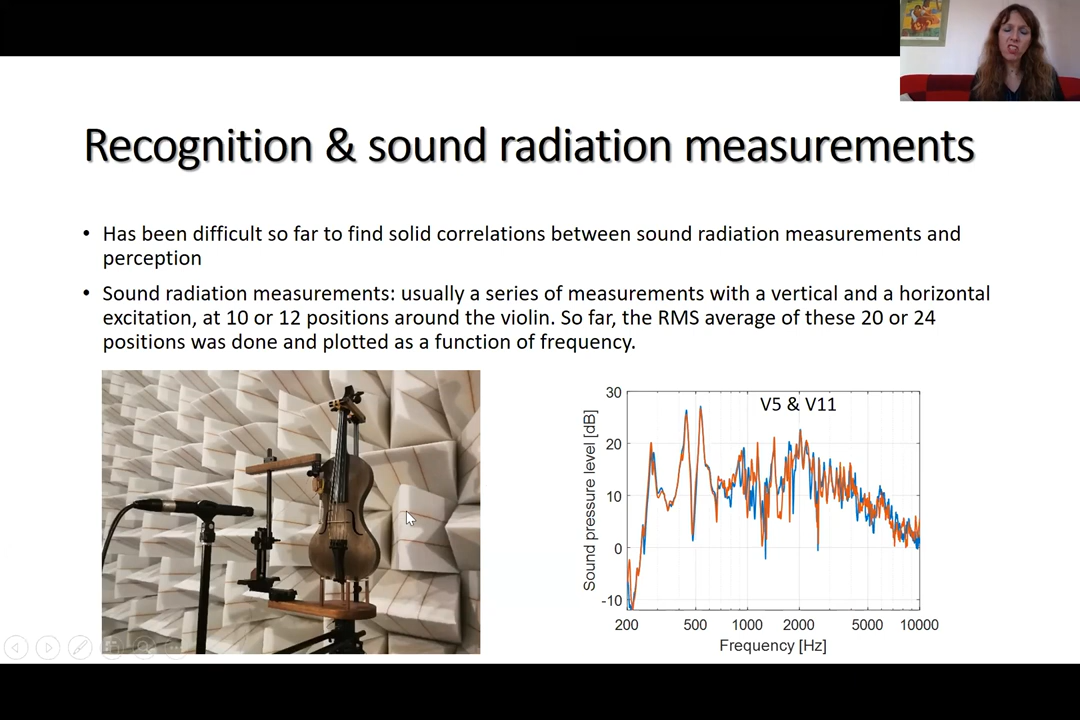 Recognition & sound radiation measurements
• Has been difficult so far to find solid correlations between sound radiation measurements and
perception
• Sound radiation measurements: usually a series of measurements with a vertical and a horizontal
excitation, at 10 or 12 positions around the violin. So far, the RMS average of these 20 or 24
positions was done and plotted as a function of frequency.
V5 & V11
Sound pressure level [dB]
30
20
10
0
-10
200 500 1000 2000 5000 10000
Frequency [Hz]